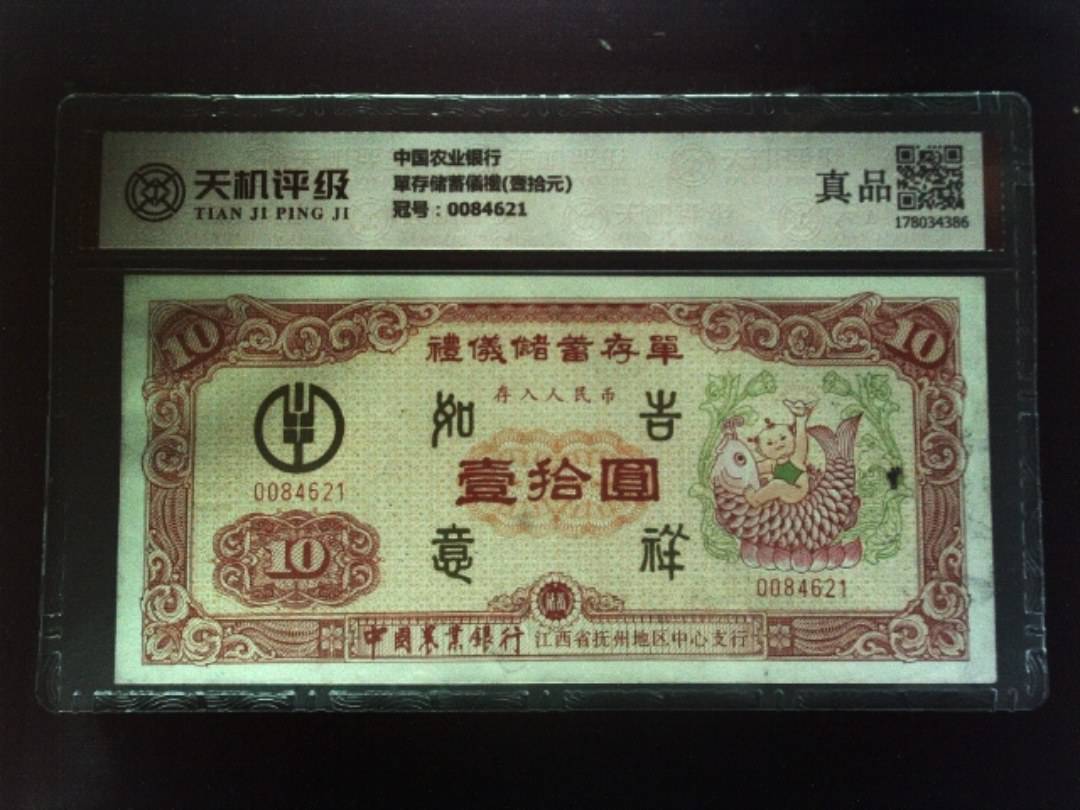 天机评级
TIAN JI PING JI
中国农业银行
單存储蓄儀禮(壹拾元)
冠号：0084621
真品
178034386
10
10
禮儀儲蓄存單
存入人民币
如
吉
0084621
壹拾圓
意
祥
10
0084621
中國農業銀行 江西省抚州地区中心支行